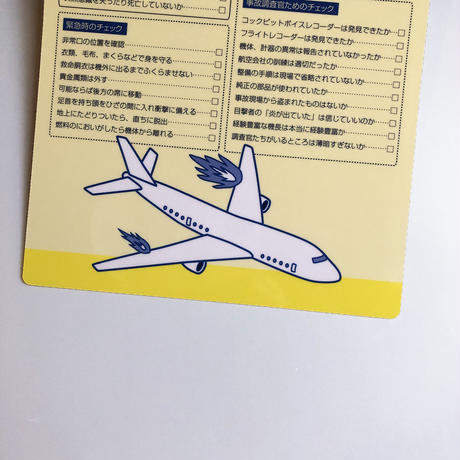 意識を失ったり死亡していないか
緊急時のチェック
非常口の位置を確認
衣類、毛布、まくらなどで身を守る
救命胴衣は機外に出るまでふくらませない
貴金属類は外す
可能ならば後方の席に移動
足首を持ち頭をひざの間に入れ衝撃に備える
地上にたどりついたら、直ちに脱出
燃料のにおいがしたら機体から離れる
事故調査官ためのチェック
コックピットボイスレコーダーは発見できたか
フライトレコーダーは発見できたか
機体、計器の異常は報告されていなかったか
航空会社の訓練は適切だったか
整備の手順は現場で省略されていないか
純正の部品が使われていたか
事故現場から盗まれたものはないか
目撃者の「炎が出ていた」は信じていいのか
経験豊富な機長は本当に経験豊富か
調査官たちがいるところは薄暗すぎないか